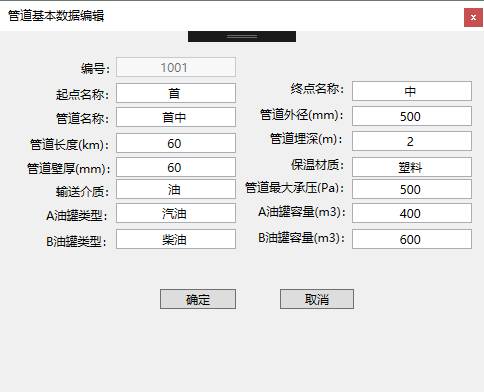 管道基本数据编辑
x
编号： 1001
起点名称： 首
终点名称： 中
管道名称： 首中
管道外径(mm)： 500
管道长度(km)： 60
管道埋深(m)： 2
管道壁厚(mm)： 60
保温材质： 塑料
输送介质： 油
管道最大承压(Pa)： 500
A油罐类型： 汽油
A油罐容量(m3)： 400
B油罐类型： 柴油
B油罐容量(m3)： 600
确定 取消